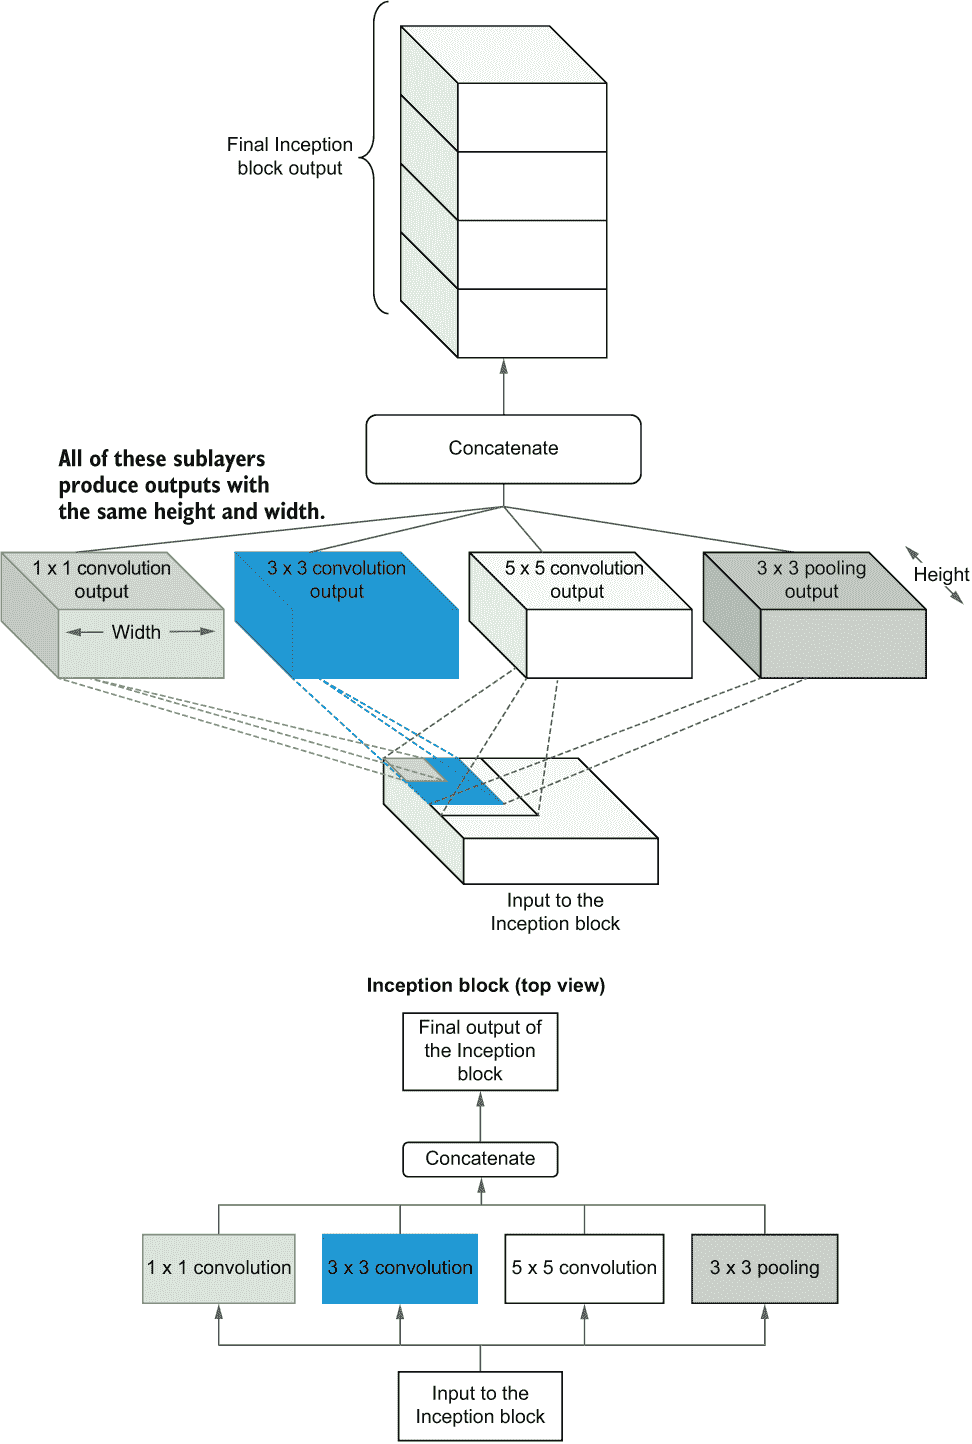 Final Inception
block output
Concatenate
All of these sublayers
produce outputs with
the same height and width.
1 x 1 convolution
output
3 x 3 convolution
output
5 x 5 convolution
output
3 x 3 pooling
output
Height
Width
Input to the
Inception block
Inception block (top view)
Final output of
the Inception
block
Concatenate
1 x 1 convolution
3 x 3 convolution
5 x 5 convolution
3 x 3 pooling
Input to the
Inception block